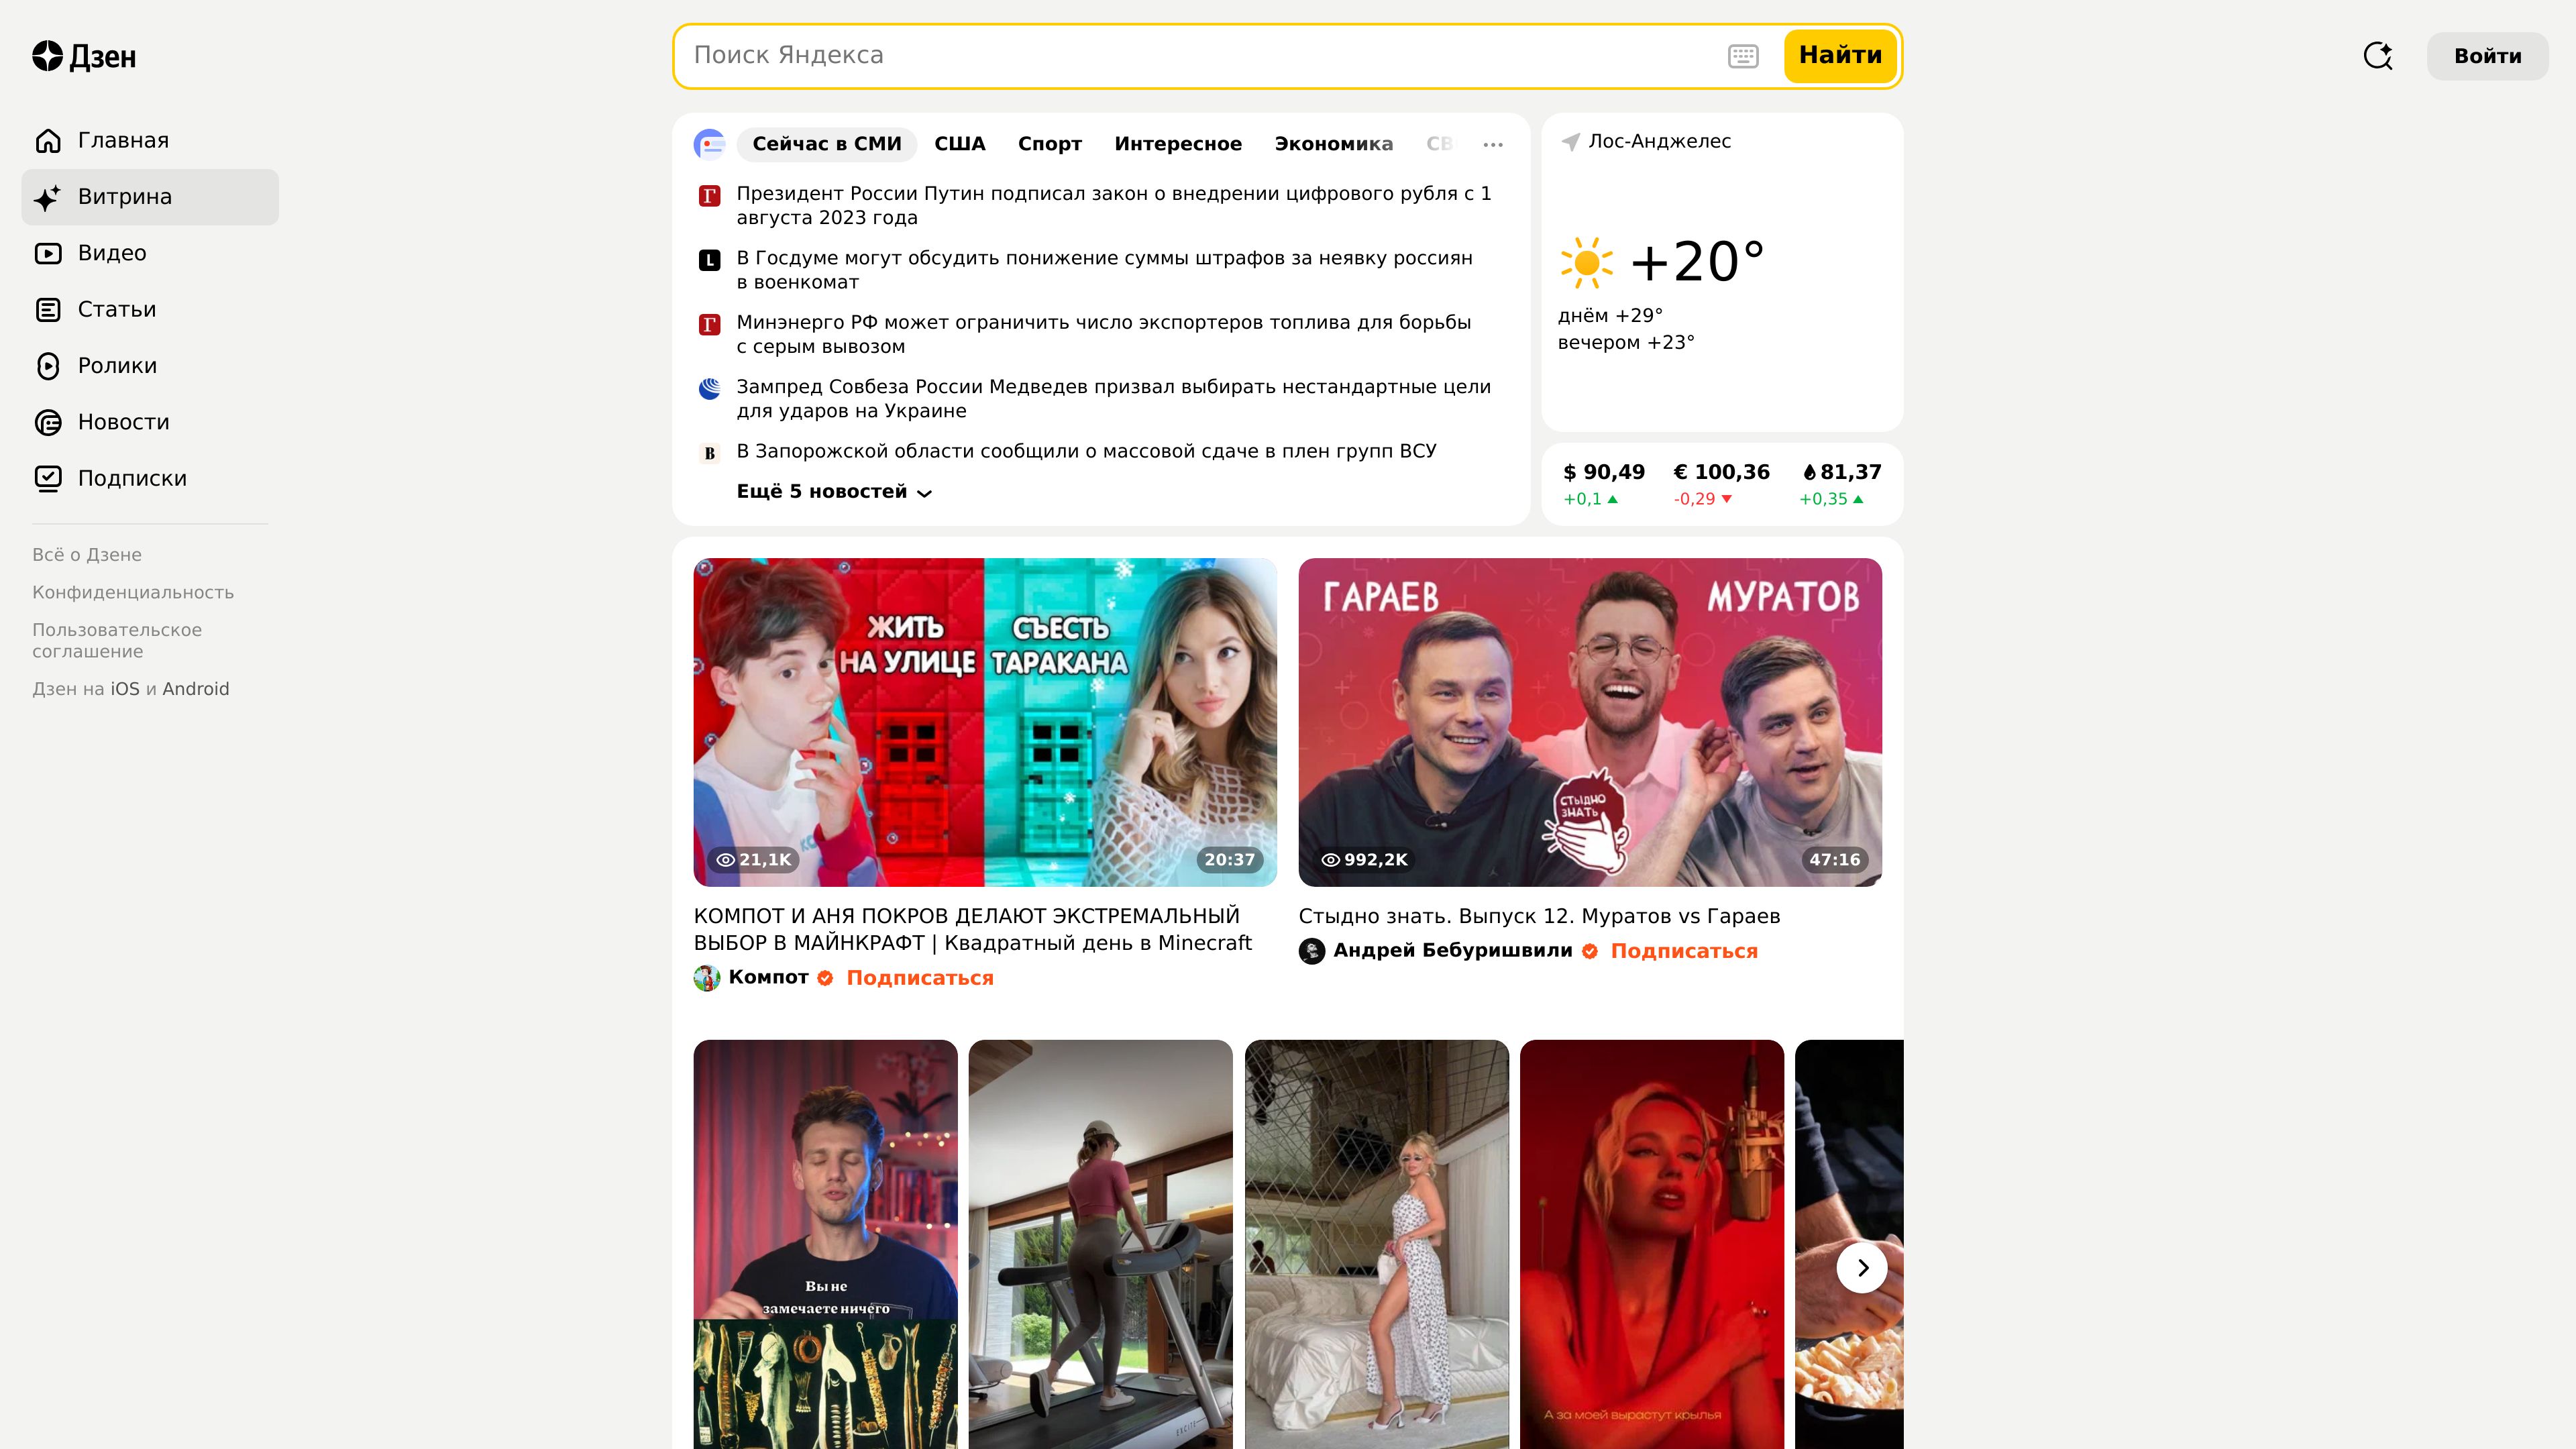 Дзен
Поиск Яндекса
Найти
Войти
Главная
Витрина
Видео
Статьи
Ролики
Новости
Подписки
Всё о Дзене
Конфиденциальность
Пользовательское
соглашение
Дзен на iOS и Android
Сейчас в СМИ
США
Спорт
Интересное
Экономика
Президент России Путин подписал закон о внедрении цифрового рубля с 1
августа 2023 года
В Госдуме могут обсудить понижение суммы штрафов за неявку россиян
в военкомат
Минэнерго РФ может ограничить число экспортеров топлива для борьбы
с серым вывозом
Зампред Совбеза России Медведев призвал выбирать нестандартные цели
для ударов на Украине
В Запорожской области сообщили о массовой сдаче в плен групп ВСУ
Ещё 5 новостей
Лос-Анджелес
+20°
днём +29°
вечером +23°
$ 90,49
+0,1
€ 100,36
-0,29
81,37
+0,35
ЖИТЬ
НА УЛИЦЕ
СЪЕСТЬ
ТАРАКАНА
21,1K
20:37
КОМПОТ И АНЯ ПОКРОВ ДЕЛАЮТ ЭКСТРЕМАЛЬНЫЙ
ВЫБОР В МАЙНКРАФТ | Квадратный день в Minecraft
Компот
Подписаться
ГАРАЕВ
МУРАТОВ
СТЫДНО
ЗНАТЬ
992,2K
47:16
Стыдно знать. Выпуск 12. Муратов vs Гараев
Андрей Бебуришвили
Подписаться
Вы не
замечаете ничего
А за моей вырастут крылья